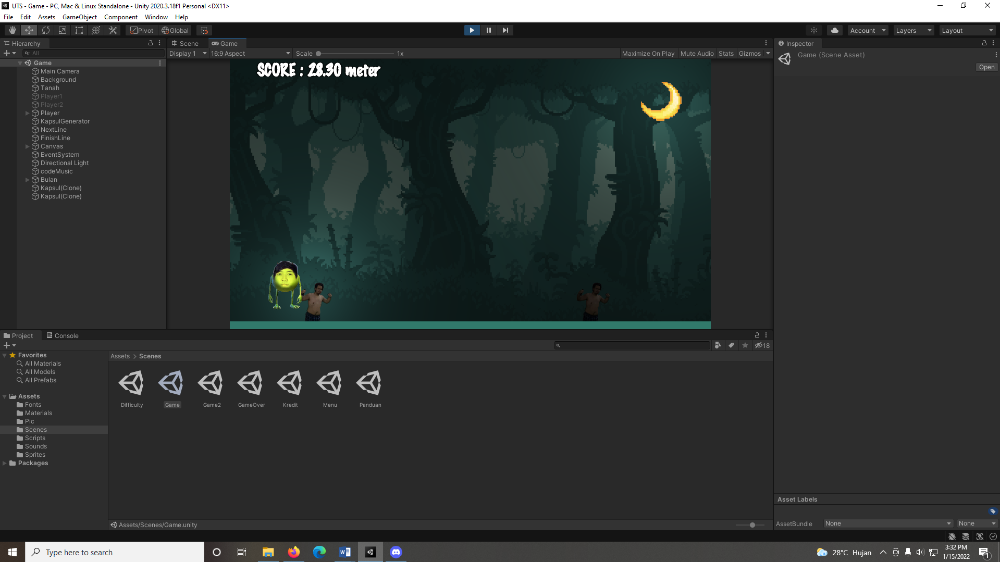 UTS - Game - PC, Mac & Linux Standalone - Unity 2020.3.18f1 Personal <DX11>
File Edit Assets GameObject Component Window Help
Pivot Global Account Layers Layout
Hierarchy Scene Game Inspector
All Display 1 16:9 Aspect Scale 1x Maximize On Play Mute Audio Stats Gizmos
Game (Scene Asset)
Open
Game
Main Camera
Background
Tanah
Player1
Player2
Player
KapsulGenerator
NextLine
FinishLine
Canvas
EventSystem
Directional Light
codeMusic
Bulan
Kapsul(Clone)
Kapsul(Clone)
SCORE : 28.30 meter
Project Console
18
Favorites
All Materials
All Models
All Prefabs
Assets
Fonts
Materials
Pic
Scenes
Scripts
Sounds
Sprites
Packages
Assets > Scenes
Difficulty Game Game2 GameOver Kredit Menu Panduan
Assets/Scenes/Game.unity
Asset Labels
AssetBundle None None
Type here to search
28°C Hujan
3:32 PM
1/15/2022
1